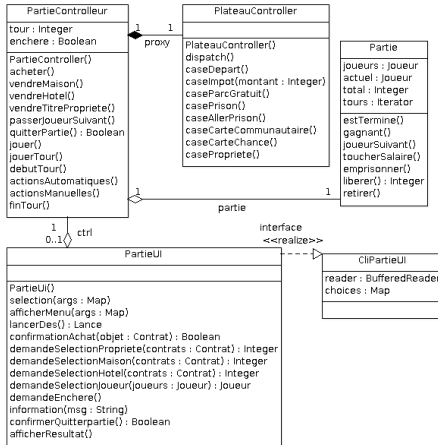 PartieControlleur
tour : Integer
enchere : Boolean
PartieController()
acheter()
vendreMaison()
vendreHotel()
vendreTitrePropriete()
passerJoueurSuivant()
quitterPartie() : Boolean
jouer()
jouerTour()
debutTour()
actionsAutomatiques()
actionsManuelles()
finTour()
1
1
proxy
PlateauController
PlateauController()
dispatch()
caseDepart()
caseImpot(montant : Integer)
caseParcGratuit()
casePrison()
caseAllerPrison()
caseCarteCommunautaire()
caseCarteChance()
casePropriete()
Partie
joueurs : Joueur
actuel : Joueur
total : Integer
tours : Iterator
estTermine()
gagnant()
joueurSuivant()
toucherSalaire()
emprisonner()
liberer() : Integer
retirer()
1
1
partie
1
0..1
ctrl
interface
<<realize>>
PartieUI
PartieUi()
selection(args : Map)
afficherMenu(args : Map)
lancerDes() : Lance
confirmationAchat(objet : Contrat) : Boolean
demandeSelectionPropriete(contrats : Contrat) : Integer
demandeSelectionMaison(contrats : Contrat) : Integer
demandeSelectionHotel(contrats : Contrat) : Integer
demandeSelectionJoueur(joueurs : Joueur) : Joueur
demandeEnchere()
information(msg : String)
confirmerQuitterpartie() : Boolean
afficherResultat()
CliPartieUI
reader : BufferedReader
choices : Map